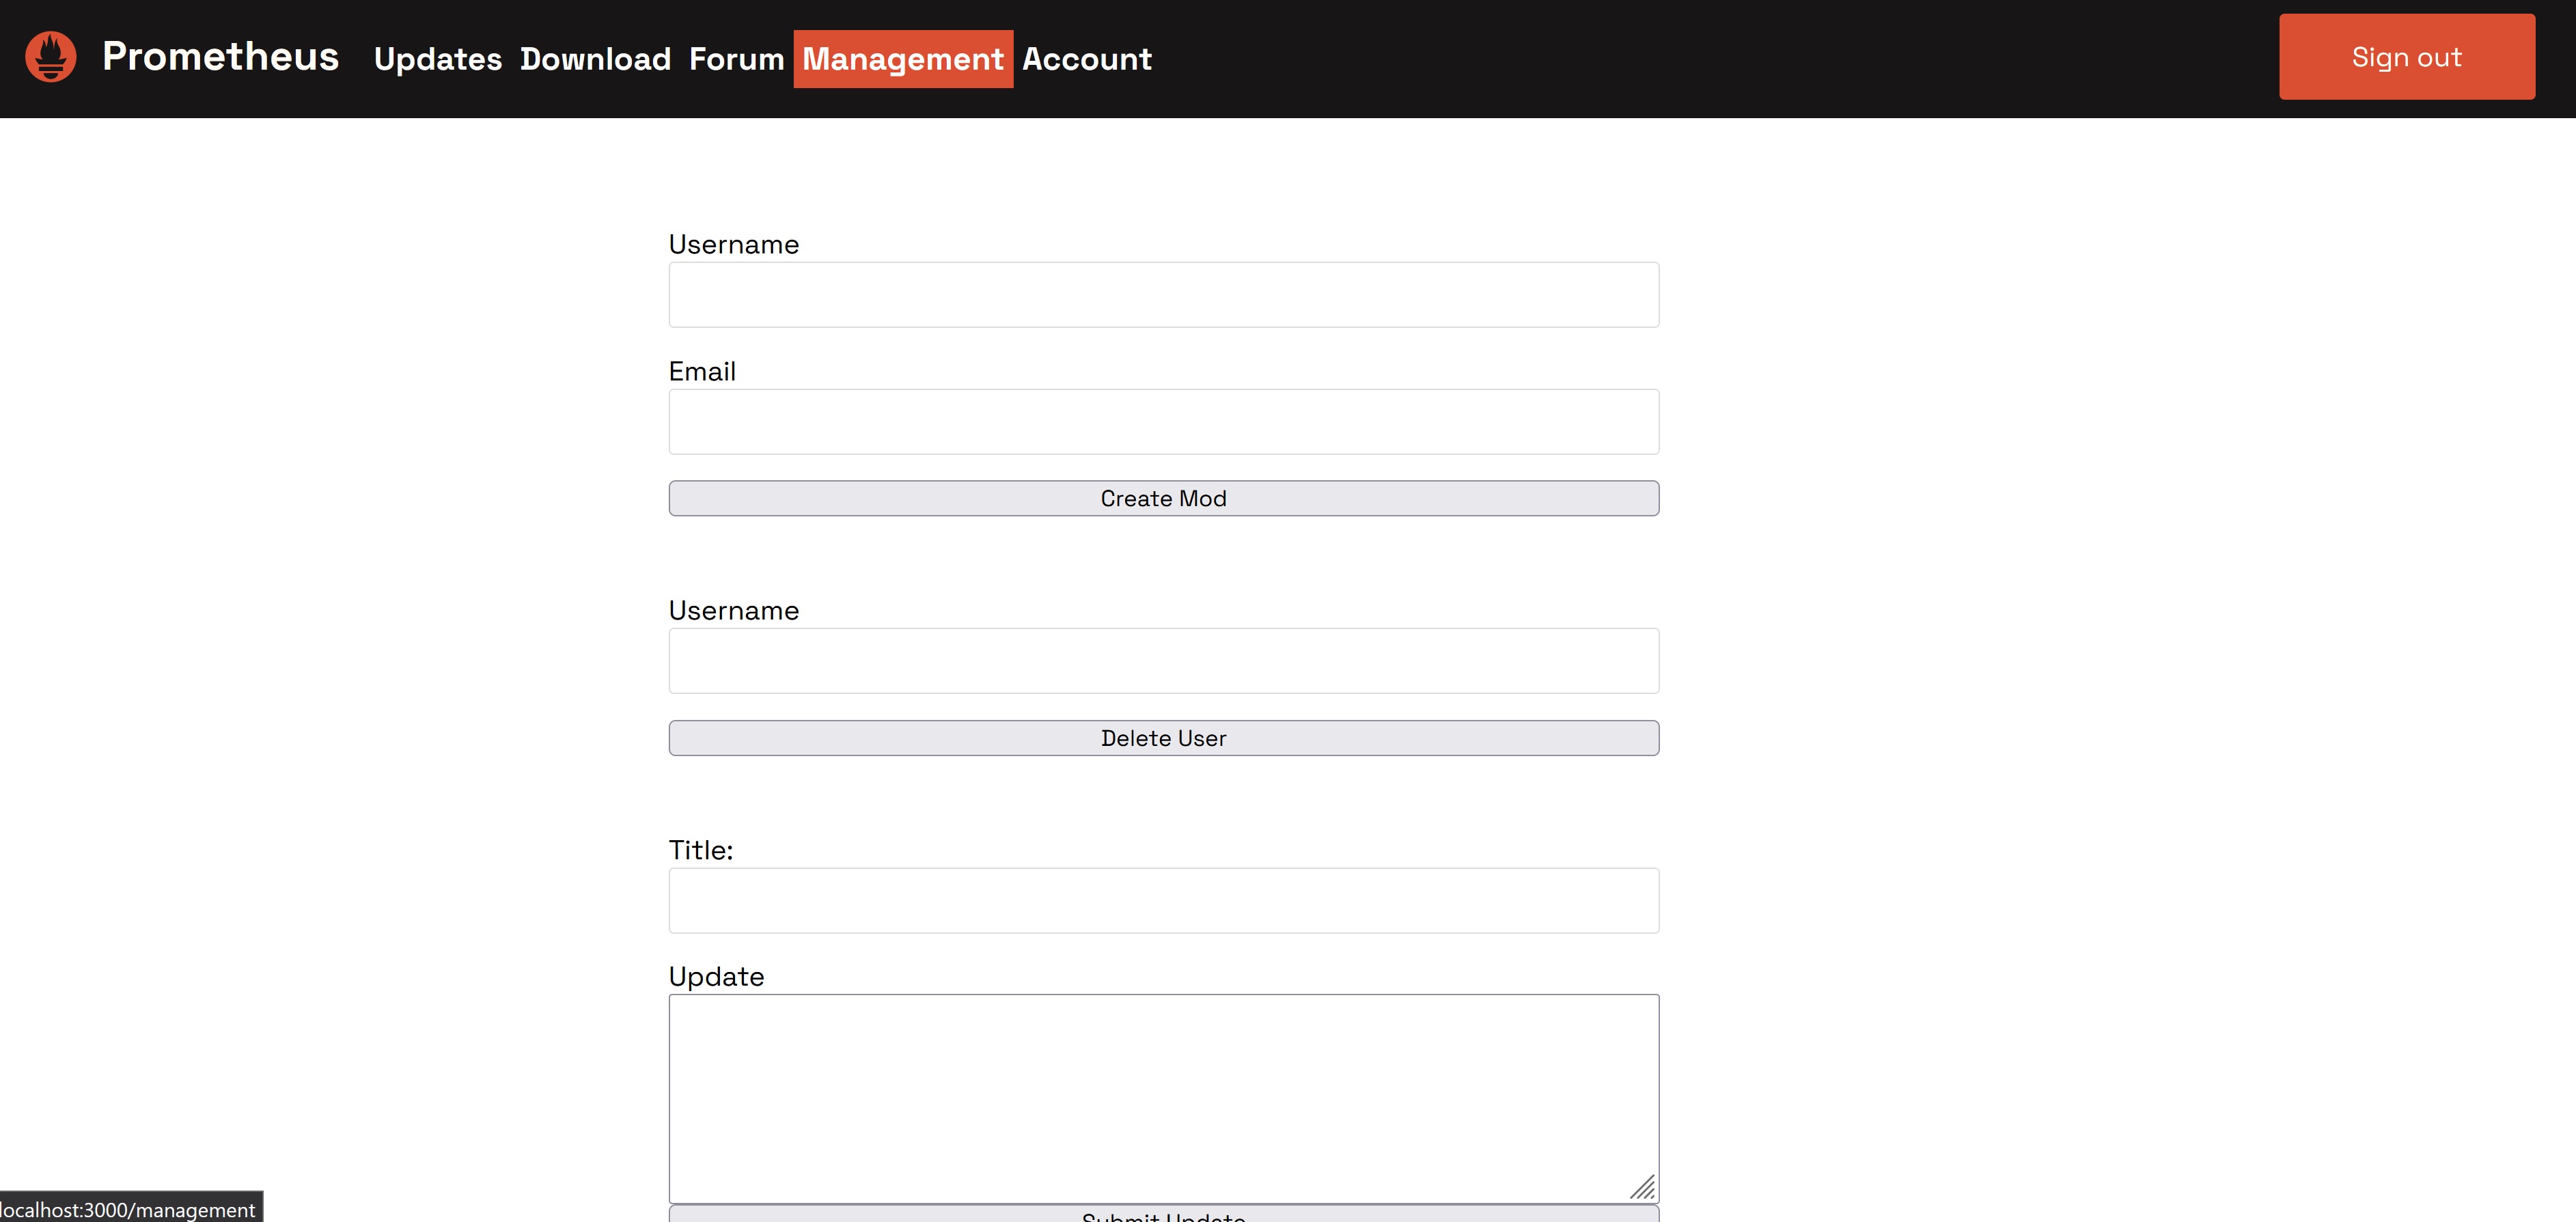 Prometheus Updates Download Forum Management Account Sign out
Username
Email
Create Mod
Username
Delete User
Title:
Update
Submit Update
localhost:3000/management